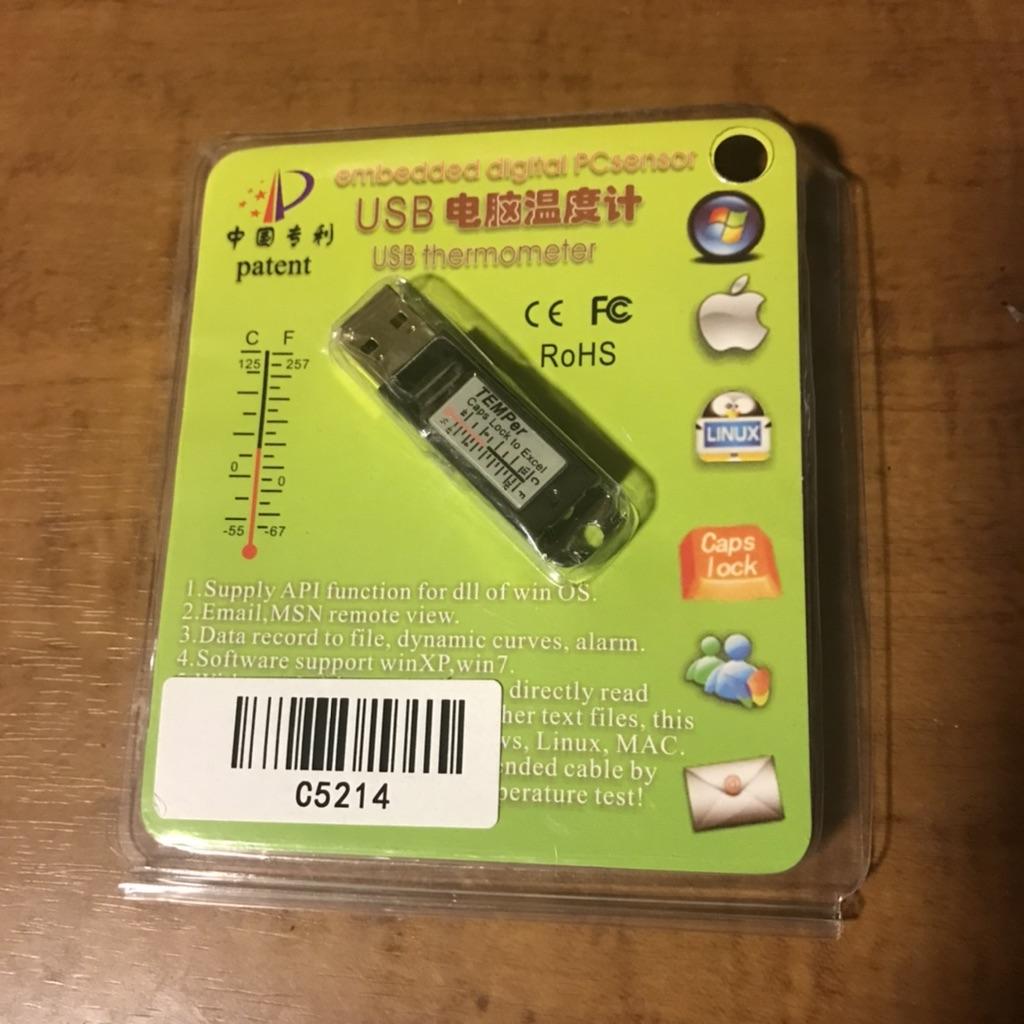 embedded digital PCsensor
USB 电脑温度计
USB thermometer
中国专利
patent
CE FC
RoHS
C F
125 257
0
0
-55 -67
TEMPer
Caps Lock to Excel
LINUX
Caps
lock
1.Supply API function for dll of win OS.
2.Email,MSN remote view.
3.Data record to file, dynamic curves, alarm.
4.Software support winXP,win7.
directly read
her text files, this
ws, Linux, MAC.
ended cable by
perature test!
C5214